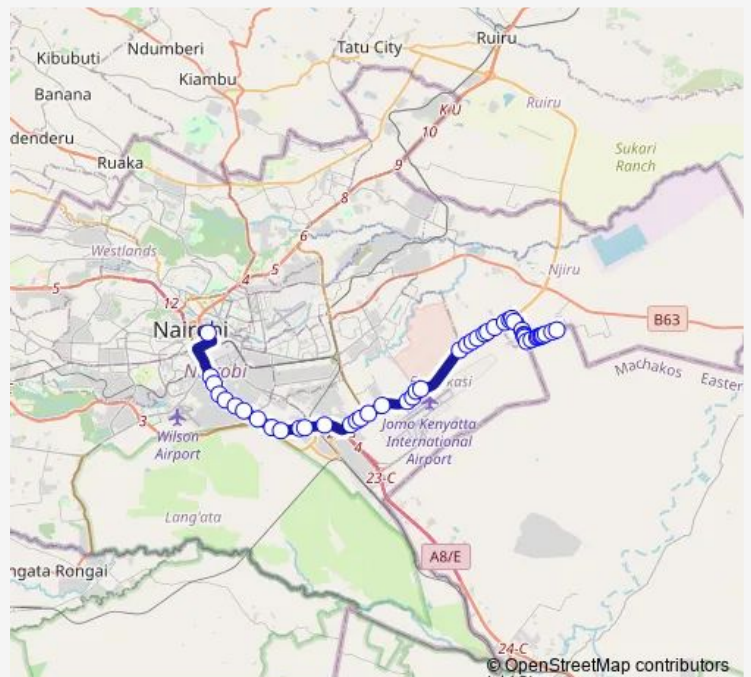 Ruiru
Tatu City
Ndumberi
Kibubuti
Kiambu
Banana
K U
Ruiru
10
denderu
Sukari
Ranch
Ruaka
9
8
Westlands
6
5
4
5
Njiru
12
B63
Nairobi
Machakos
Eastern
Jomo Kenyatta
International
Airport
3
Wilson
Airport
4
23-C
Lang'ata
A8/E
ngata Rongai
24-C
© OpenStreetMap contributors